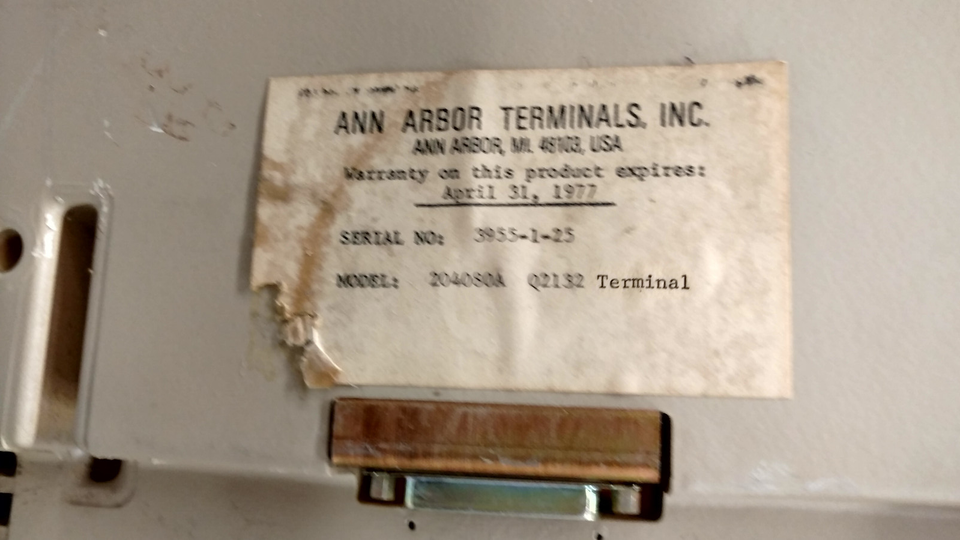 ANN ARBOR TERMINALS, INC.
ANN ARBOR, MI. 48103, USA
Warranty on this product expires:
April 31, 1977
SERIAL NO: 3955-1-25
MODEL: 204080A Q2132 Terminal